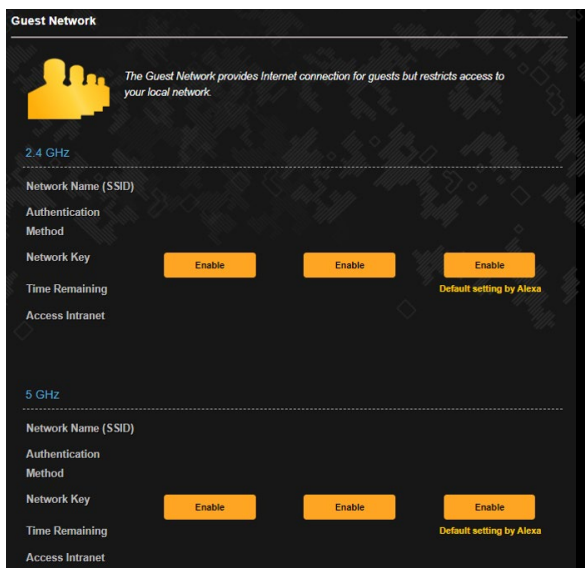 Guest Network
The Guest Network provides Internet connection for guests but restricts access to
your local network.
2.4 GHz
Network Name (SSID)
Authentication
Method
Network Key
Enable Enable Enable
Time Remaining
Default setting by Alexa
Access Intranet
5 GHz
Network Name (SSID)
Authentication
Method
Network Key
Enable Enable Enable
Time Remaining
Default setting by Alexa
Access Intranet